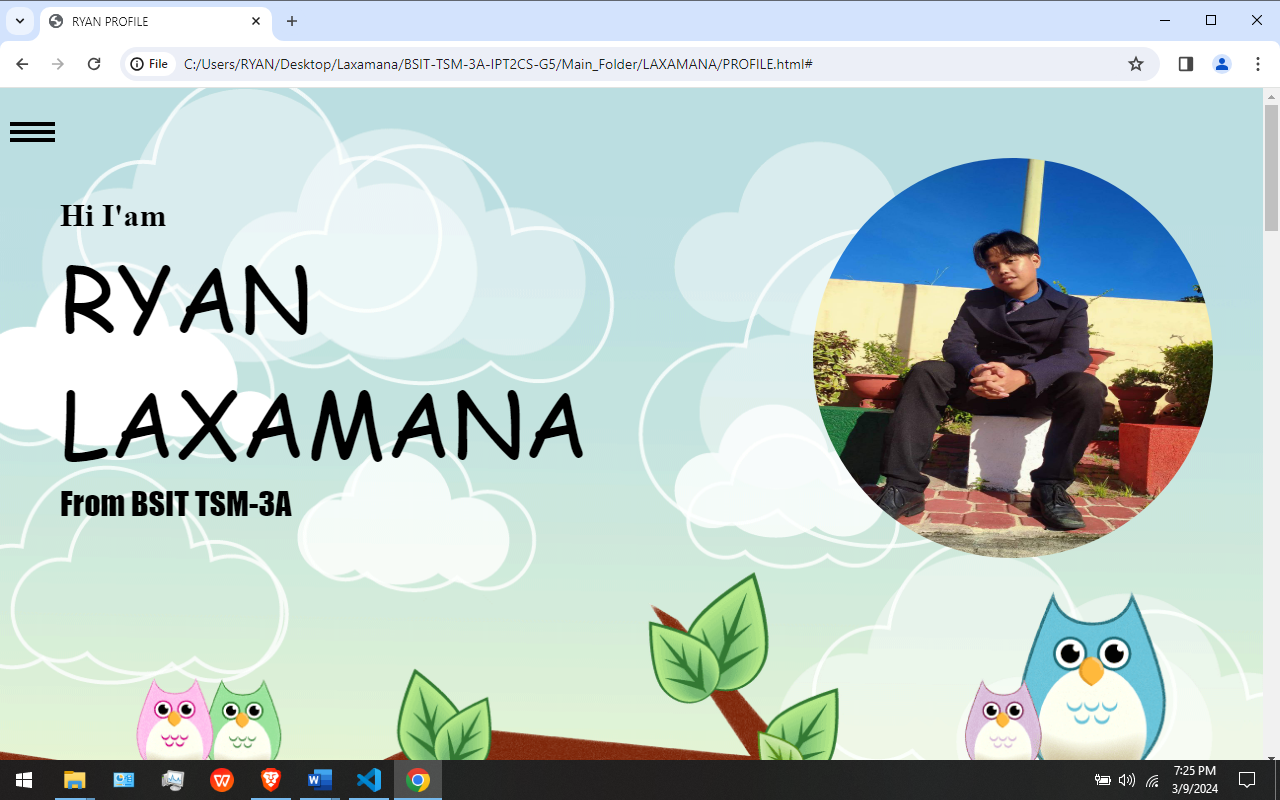 RYAN PROFILE
File
C:/Users/RYAN/Desktop/Laxamana/BSIT-TSM-3A-IPT2CS-G5/Main_Folder/LAXAMANA/PROFILE.html#
Hi I'am
RYAN
LAXAMANA
From BSIT TSM-3A
7:25 PM
3/9/2024